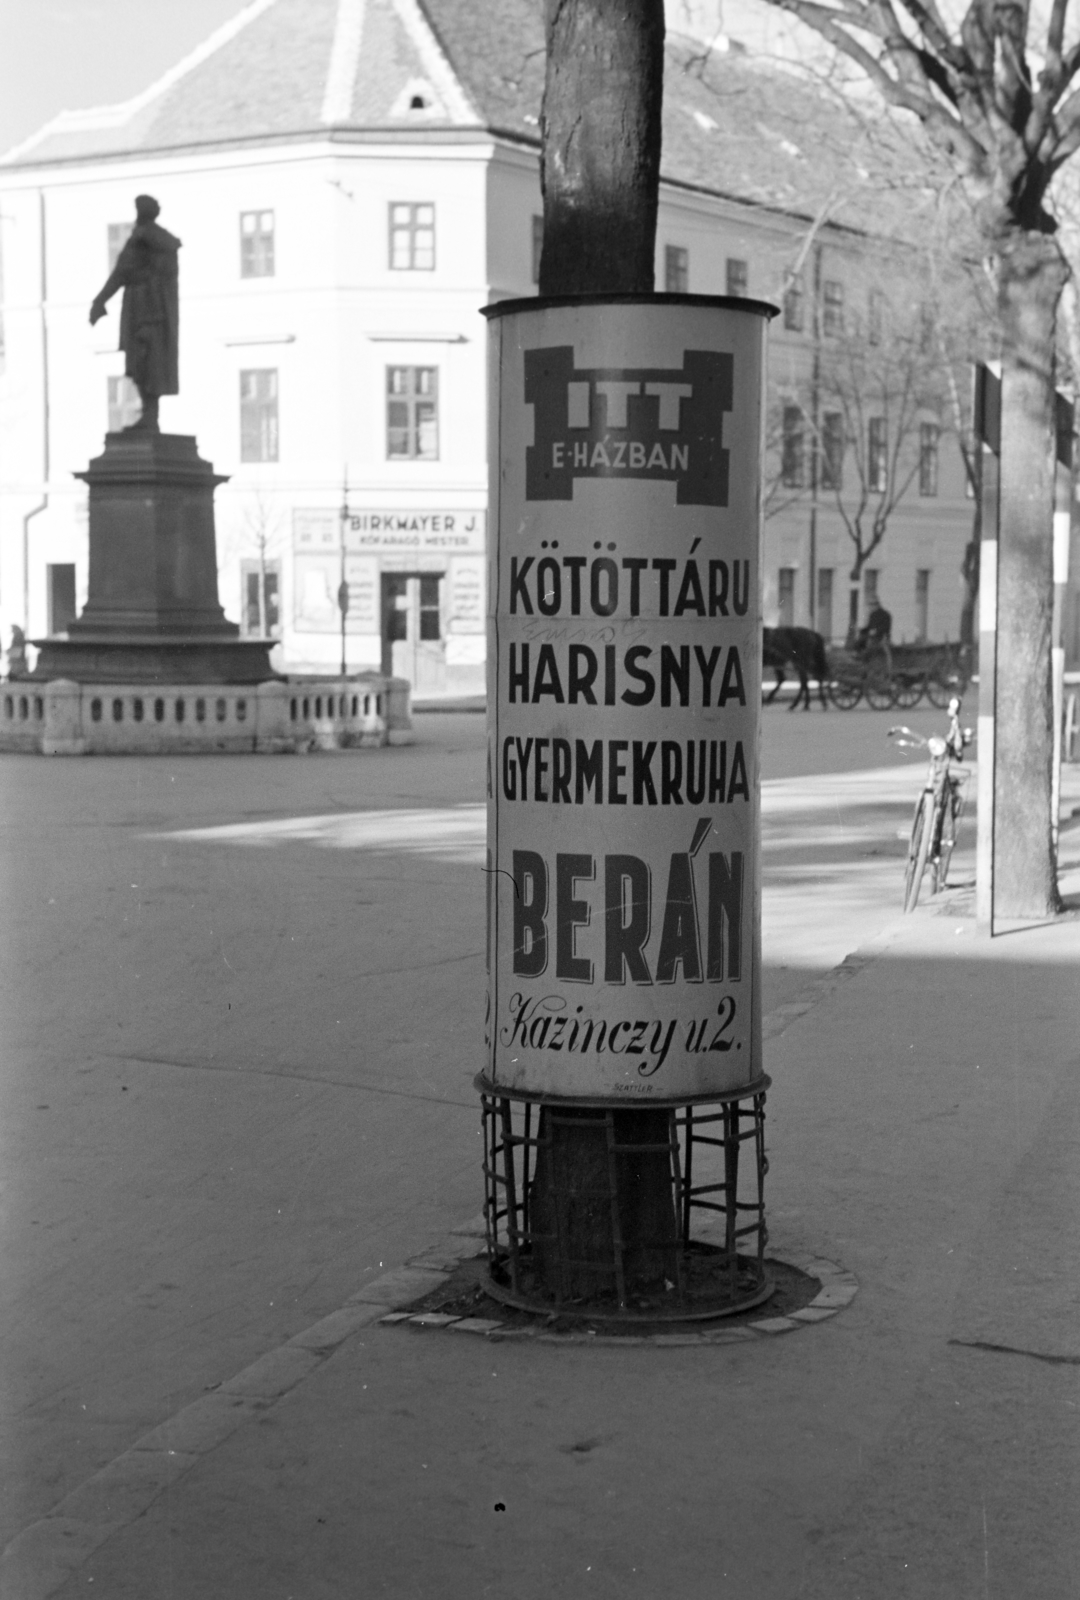 ITT
E·HÁZBAN
KÖTÖTTÁRU
HARISNYA
GYERMEKRUHA
BERÁN
Kazinczy u. 2.
BIRKMAYER J.
KŐFARAGÓ MESTER